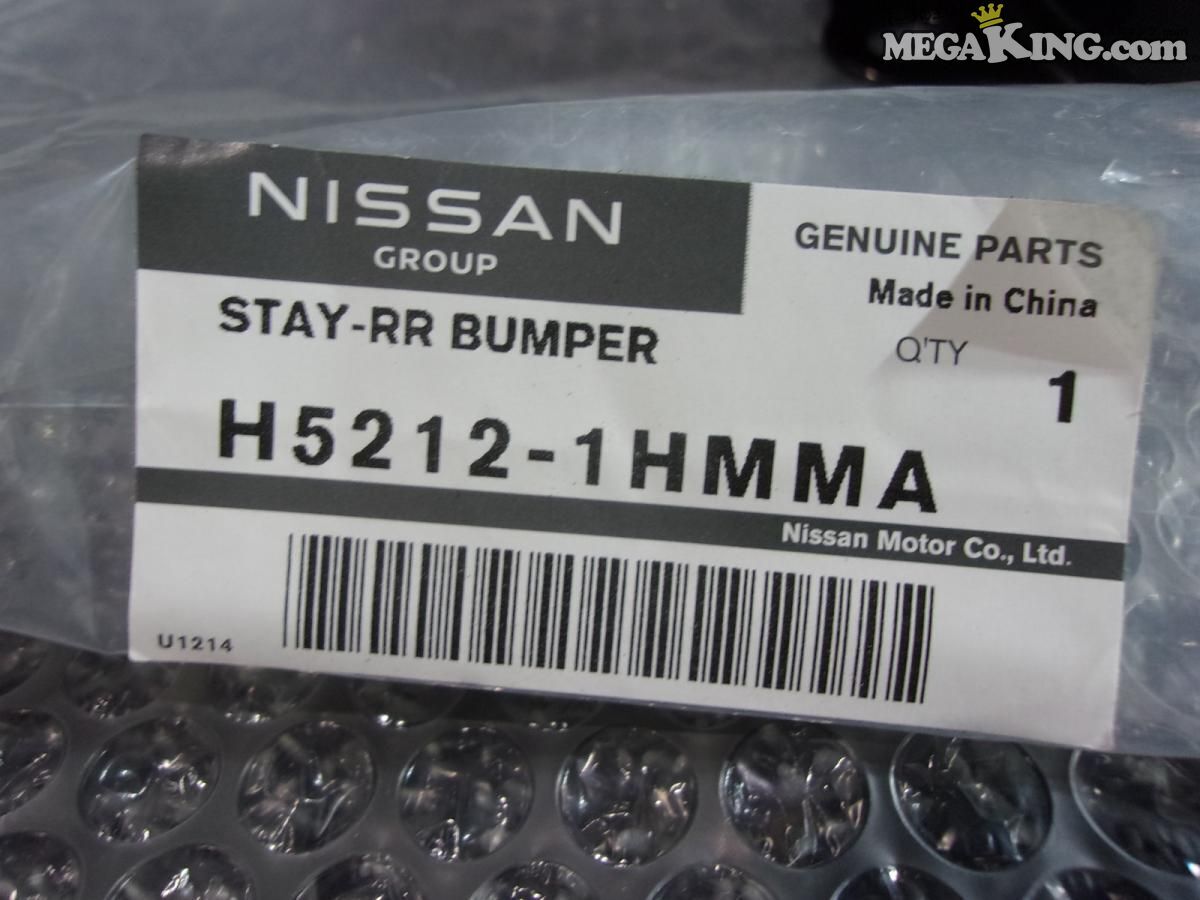 MEGAKING.com
NISSAN
GROUP
GENUINE PARTS
Made in China
STAY-RR BUMPER
Q'TY
1
H5212-1HMMA
Nissan Motor Co., Ltd.
U1214